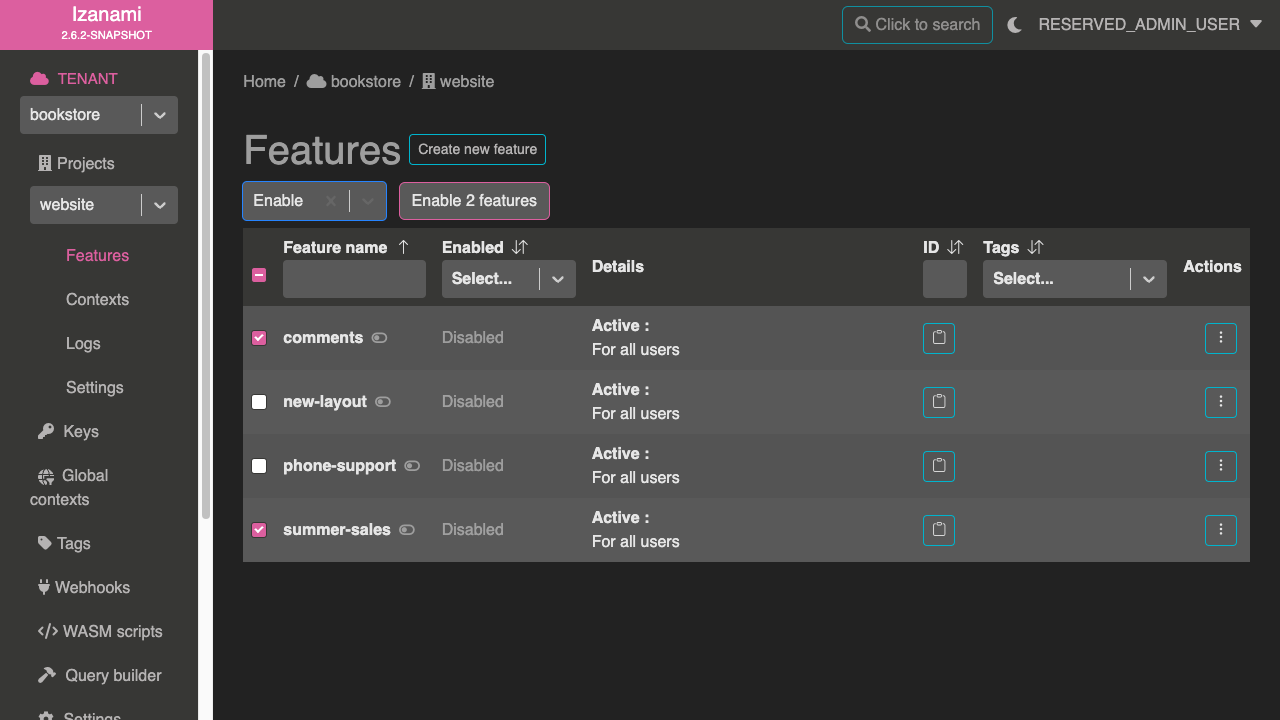 Izanami
2.6.2-SNAPSHOT
Click to search
RESERVED_ADMIN_USER
TENANT
bookstore
Projects
website
Features
Contexts
Logs
Settings
Keys
Global
contexts
Tags
Webhooks
WASM scripts
Query builder
Settings
Home / bookstore / website
Features
Create new feature
Enable
Enable 2 features
Feature name
Enabled
Select...
Details
ID
Tags
Select...
Actions
comments
Disabled
Active :
For all users
new-layout
Disabled
Active :
For all users
phone-support
Disabled
Active :
For all users
summer-sales
Disabled
Active :
For all users